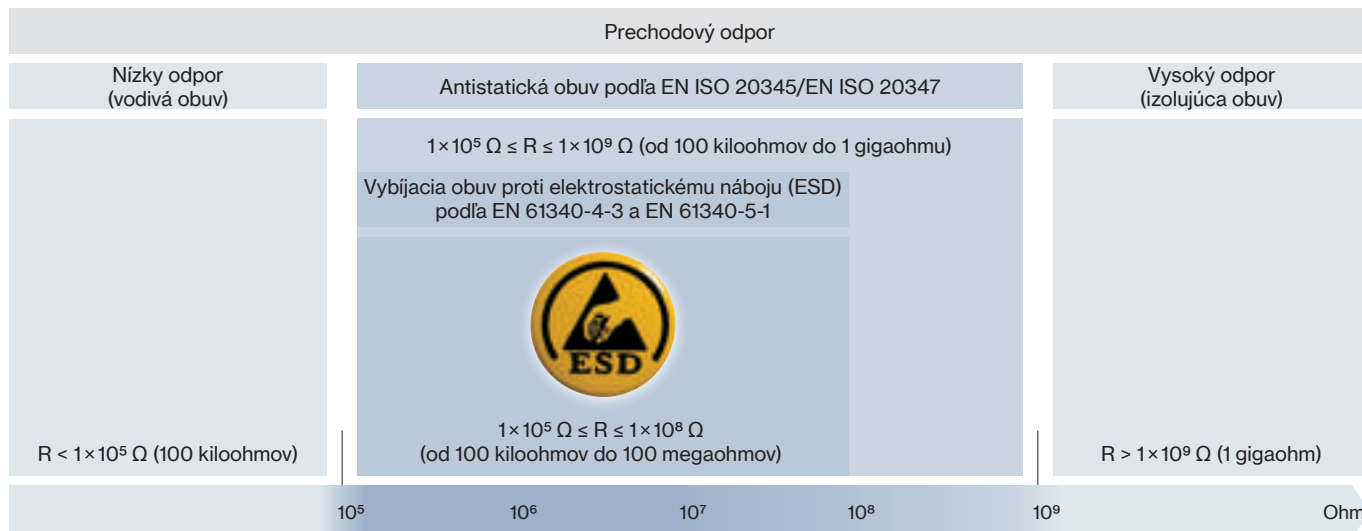 Prechodový odpor
Nízky odpor
(vodivá obuv)
Antistatická obuv podľa EN ISO 20345/EN ISO 20347
Vysoký odpor
(izolujúca obuv)
1×10⁵ Ω ≤ R ≤ 1×10⁹ Ω (od 100 kiloohmov do 1 gigaohmu)
Vybíjacia obuv proti elektrostatickému náboju (ESD)
podľa EN 61340-4-3 a EN 61340-5-1
ESD
1×10⁵ Ω ≤ R ≤ 1×10⁸ Ω
(od 100 kiloohmov do 100 megaohmov)
R < 1×10⁵ Ω (100 kiloohmov)
R > 1×10⁹ Ω (1 gigaohm)
10⁵ 10⁶ 10⁷ 10⁸ 10⁹ Ohm